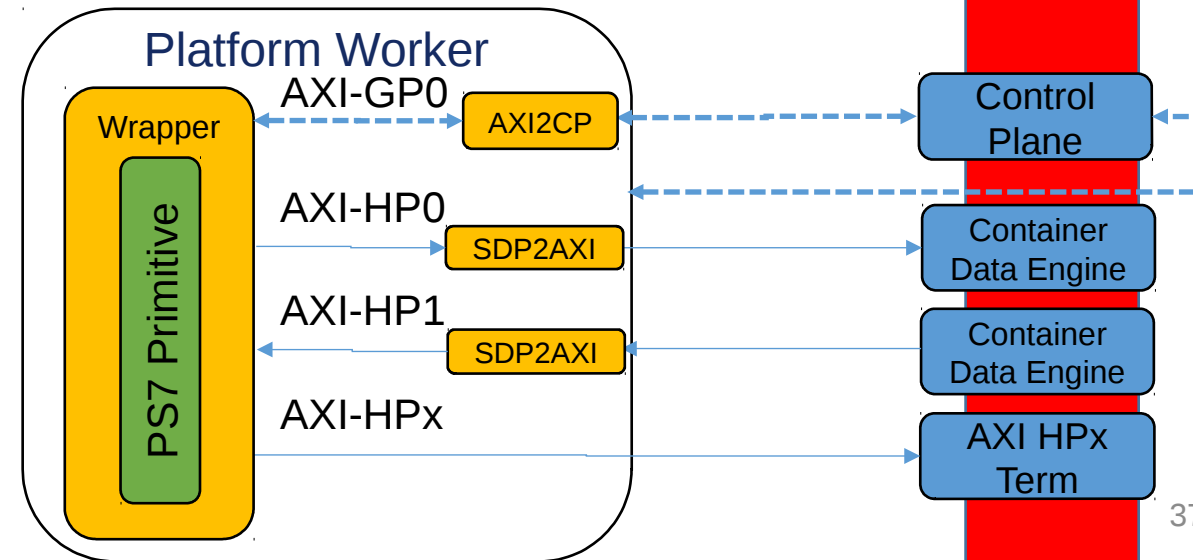 Platform Worker
AXI-GP0
Wrapper
AXI2CP
Control
Plane
AXI-HP0
SDP2AXI
Container
Data Engine
PS7 Primitive
AXI-HP1
SDP2AXI
Container
Data Engine
AXI-HPx
AXI HPx
Term